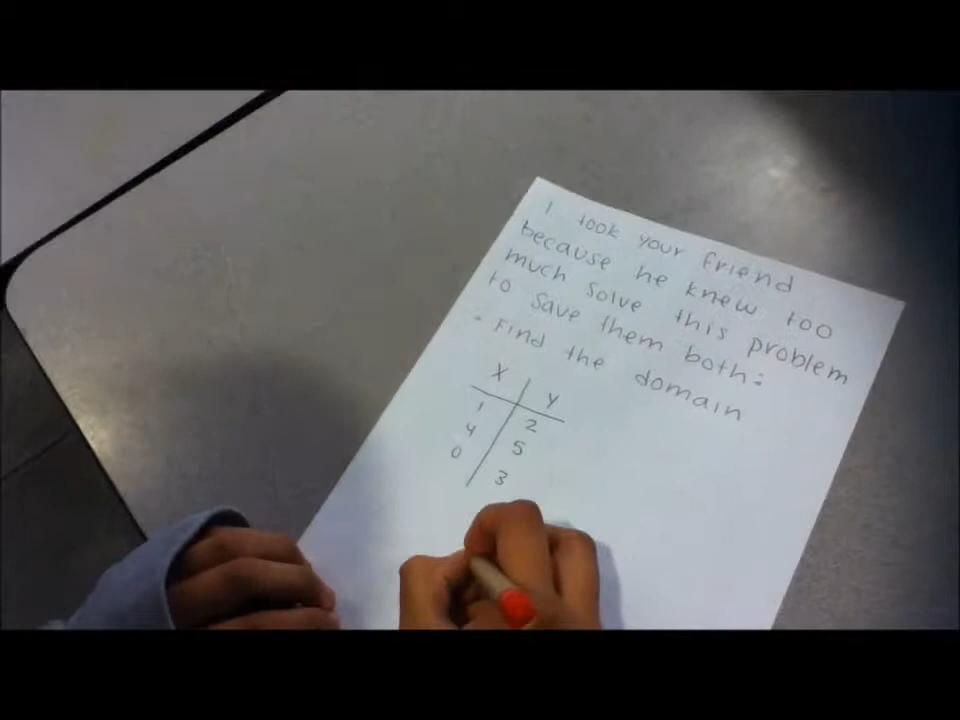 I took your friend
because he knew too
much solve this problem
to save them both:
• Find the domain
X Y
1 2
4 5
0 3